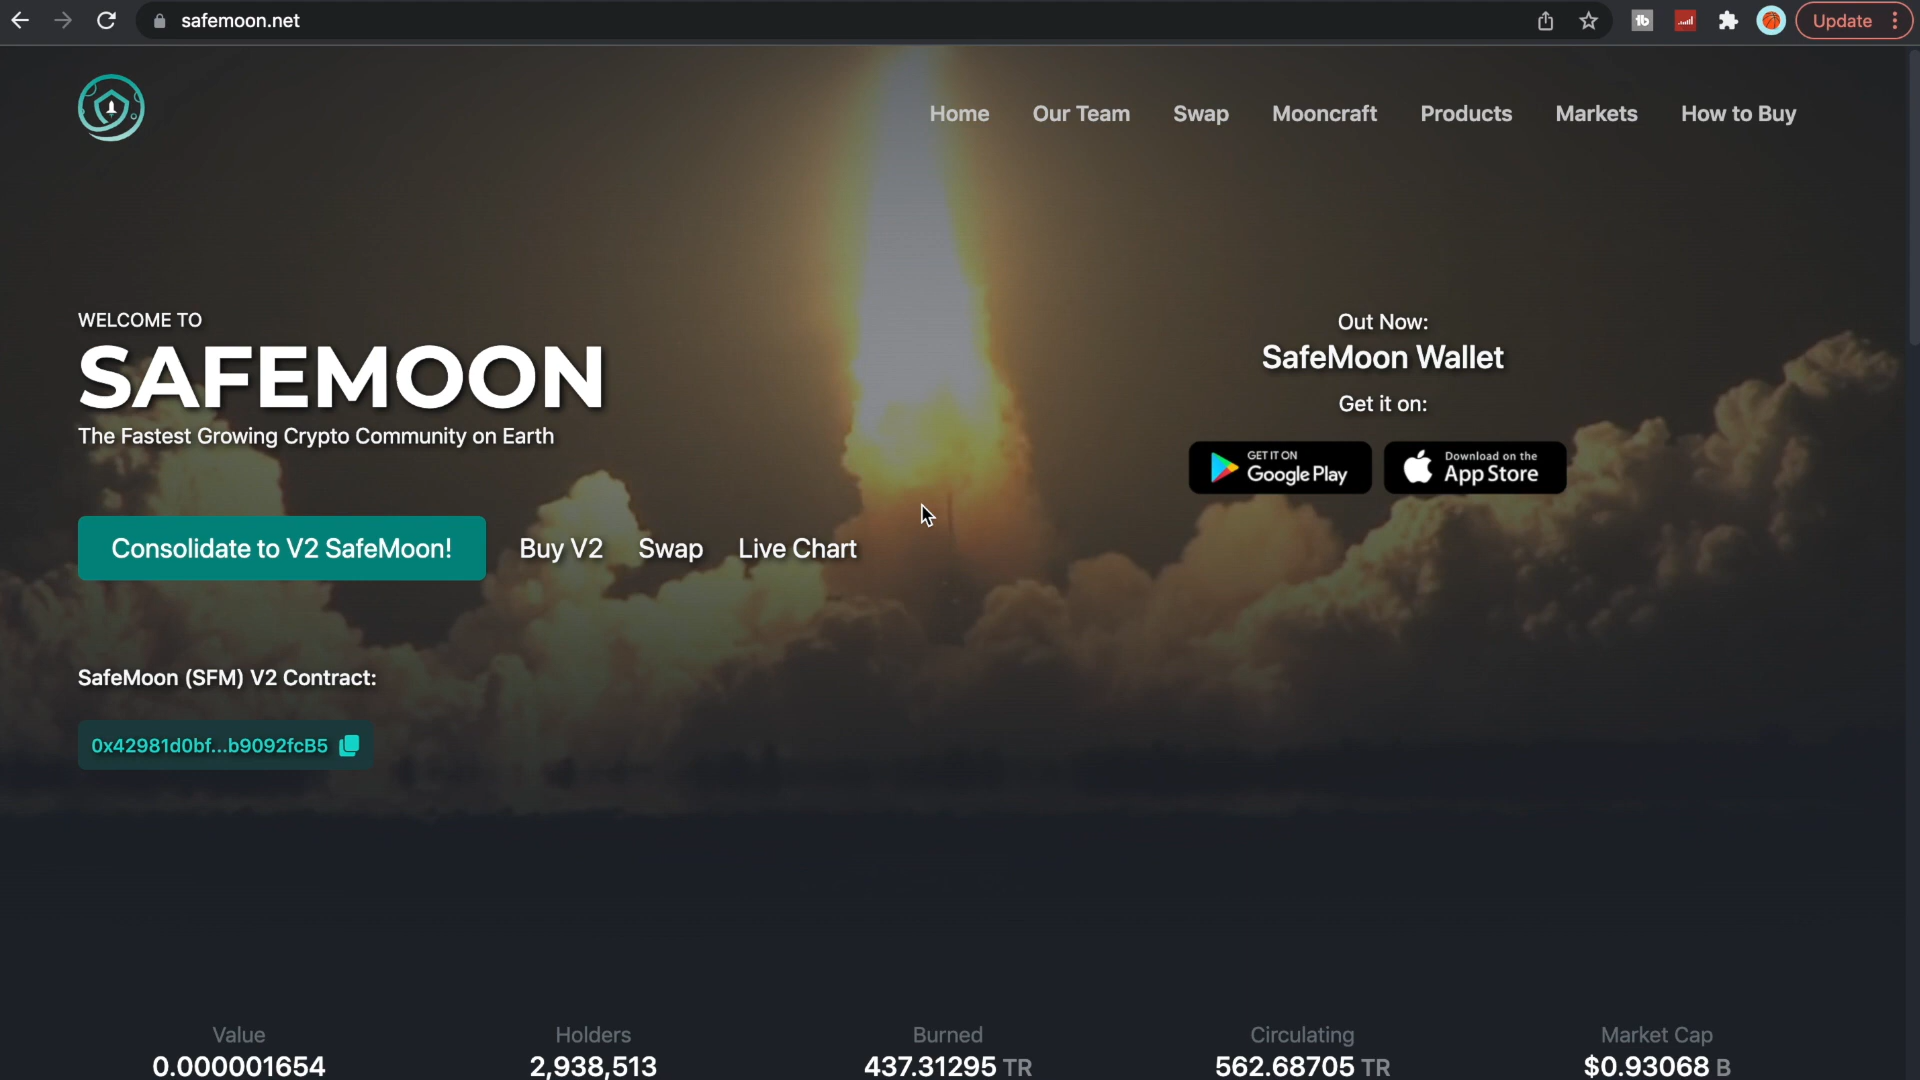 safemoon.net
Update
Home Our Team Swap Mooncraft Products Markets How to Buy
WELCOME TO
SAFEMOON
The Fastest Growing Crypto Community on Earth
Consolidate to V2 SafeMoon! Buy V2 Swap Live Chart
SafeMoon (SFM) V2 Contract:
0x42981d0bf...b9092fcB5
Out Now:
SafeMoon Wallet
Get it on:
GET IT ON
Google Play
Download on the
App Store
Value
0.000001654
Holders
2,938,513
Burned
437.31295 TR
Circulating
562.68705 TR
Market Cap
$0.93068 B